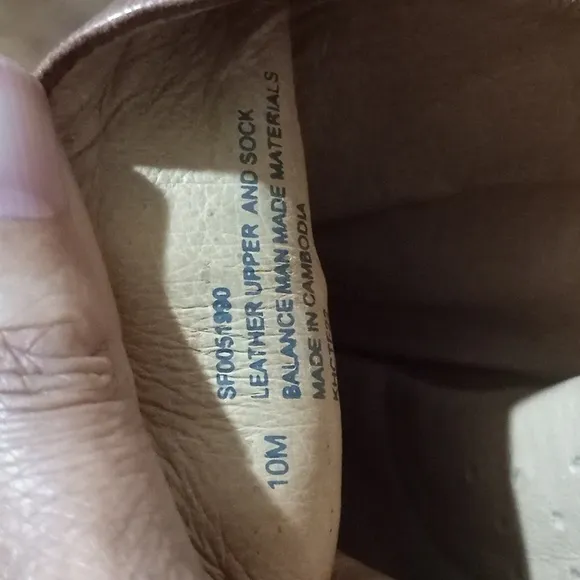 SF0051990
LEATHER UPPER AND SOCK
BALANCE MAN MADE MATERIALS
MADE IN CAMBODIA
10M